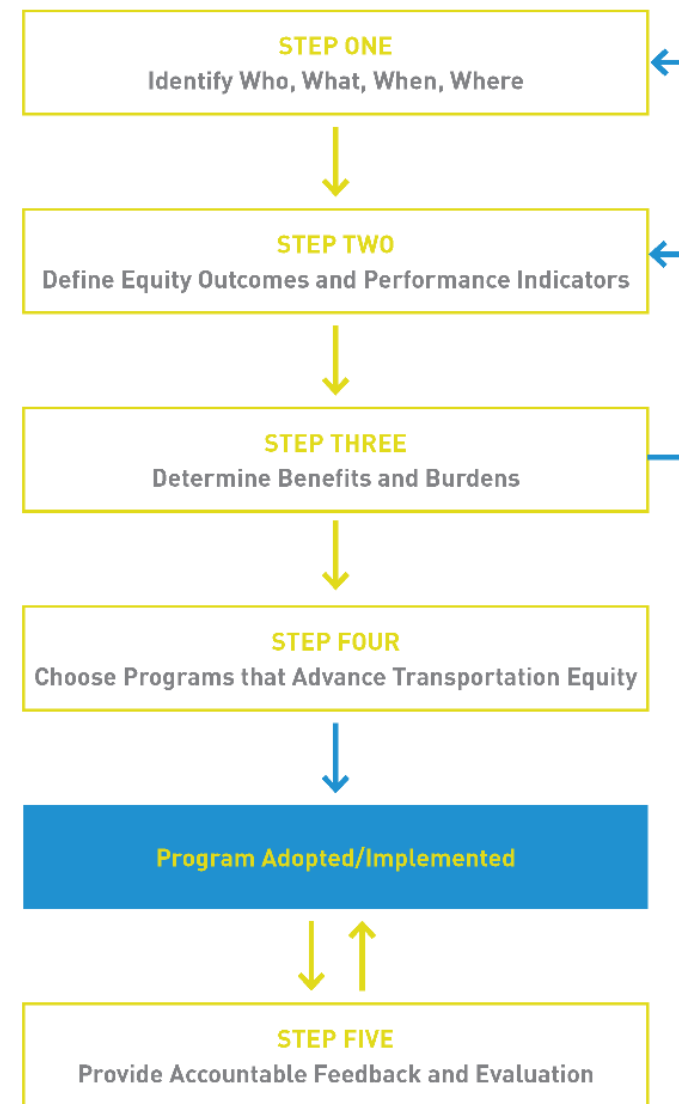 STEP ONE
Identify Who, What, When, Where
STEP TWO
Define Equity Outcomes and Performance Indicators
STEP THREE
Determine Benefits and Burdens
STEP FOUR
Choose Programs that Advance Transportation Equity
Program Adopted/Implemented
STEP FIVE
Provide Accountable Feedback and Evaluation